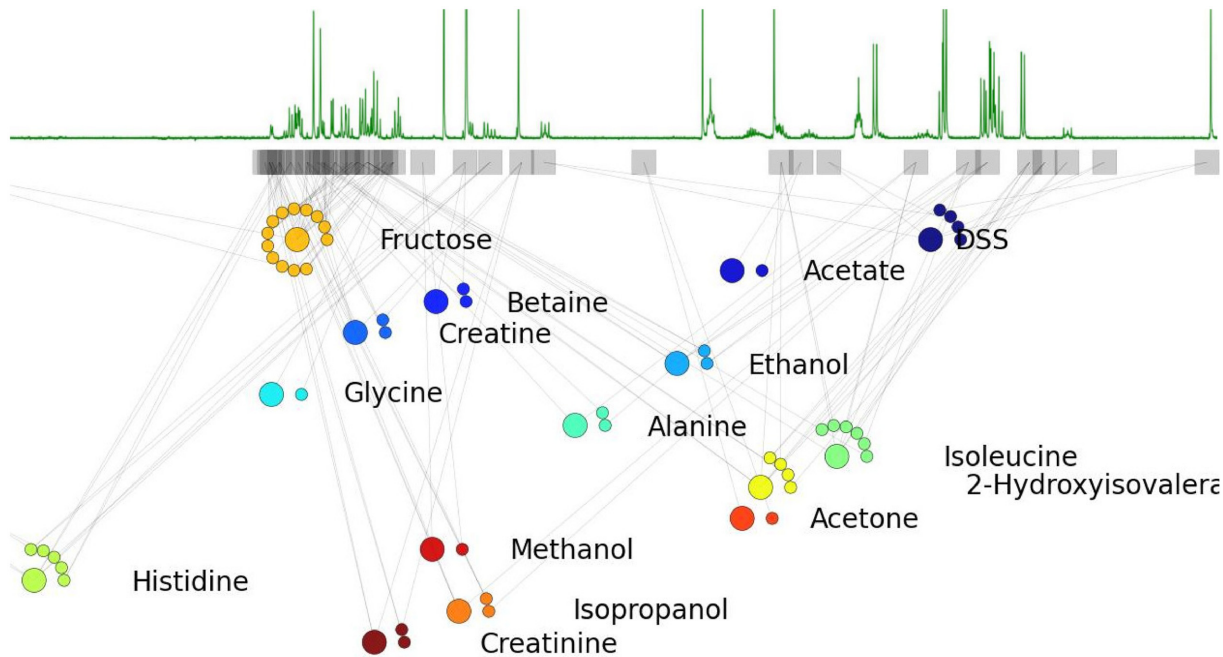 Fructose
DSS
Acetate
Betaine
Creatine
Ethanol
Glycine
Alanine
Isoleucine
2-Hydroxyisovalera
Acetone
Methanol
Histidine
Isopropanol
Creatinine